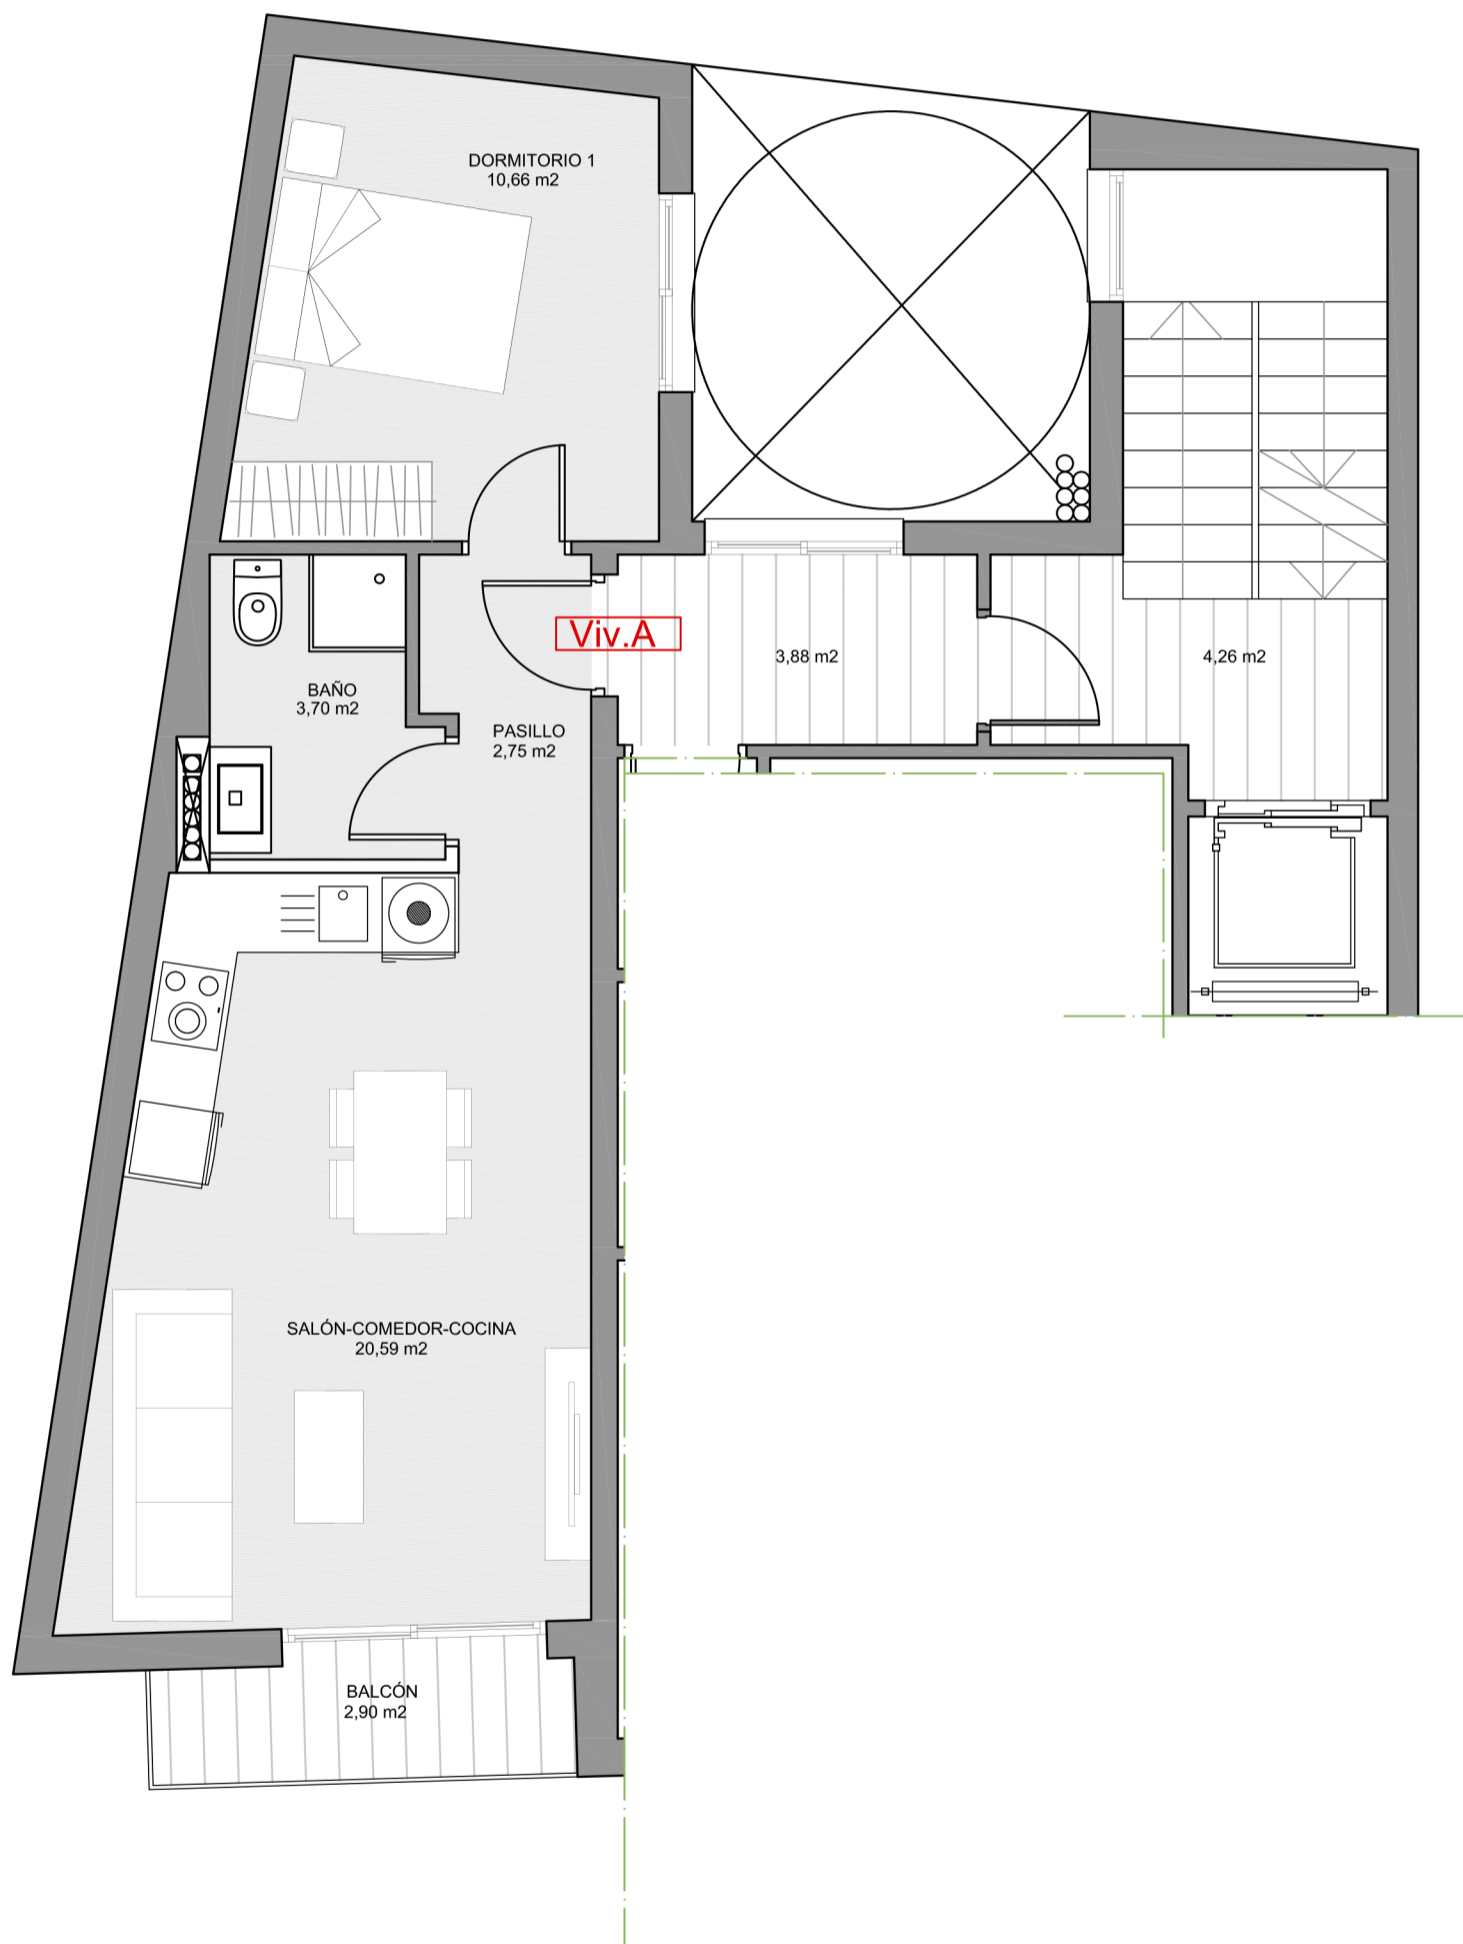 DORMITORIO 1
10,66 m2
Viv.A
3,88 m2
4,26 m2
BAÑO
3,70 m2
PASILLO
2,75 m2
SALÓN-COMEDOR-COCINA
20,59 m2
BALCÓN
2,90 m2